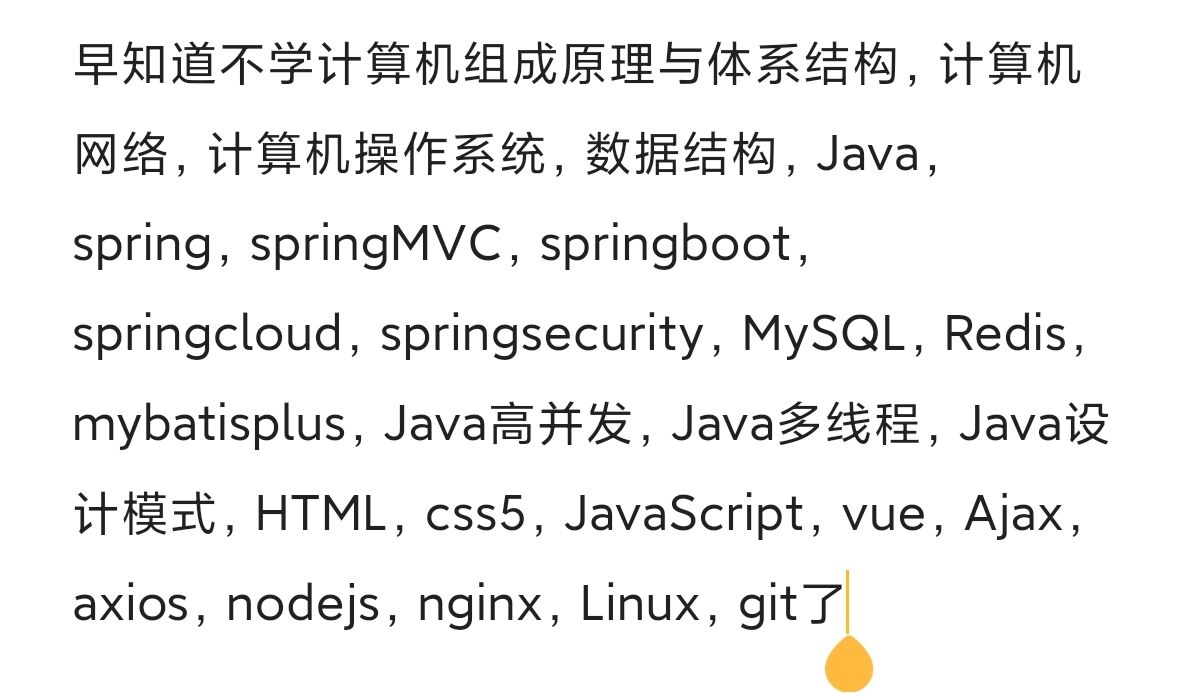 早知道不学计算机组成原理与体系结构, 计算机
网络, 计算机操作系统, 数据结构, Java,
spring, springMVC, springboot,
springcloud, springsecurity, MySQL, Redis,
mybatisplus, Java高并发, Java多线程, Java设
计模式, HTML, css5, JavaScript, vue, Ajax,
axios, nodejs, nginx, Linux, git了